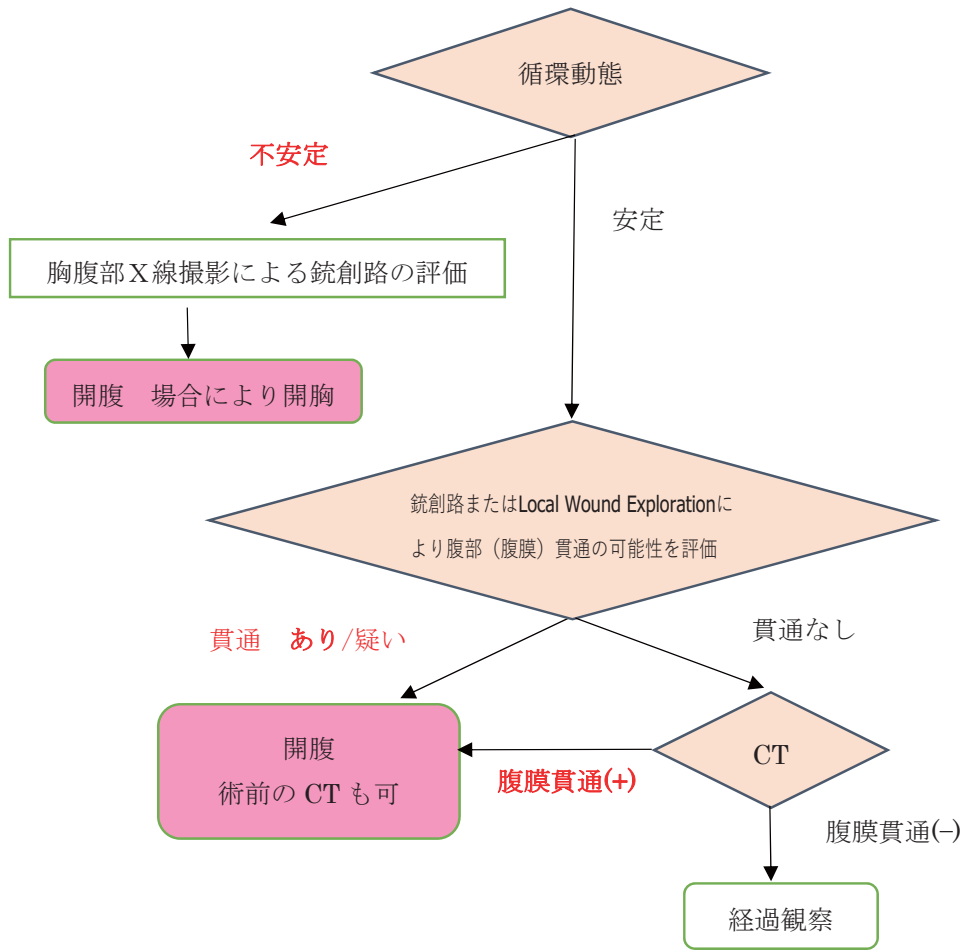 循環動態
不安定
安定
胸腹部Ｘ線撮影による銃創路の評価
開腹　場合により開胸
銃創路またはLocal Wound Explorationに
より腹部（腹膜）貫通の可能性を評価
貫通　あり/疑い
貫通なし
開腹
術前の CT も可
CT
腹膜貫通(+)
腹膜貫通(−)
経過観察